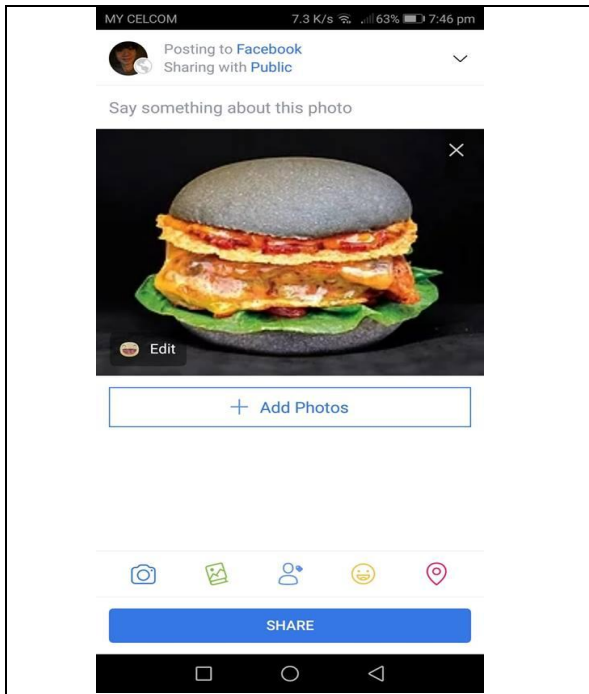 MY CELCOM 7.3 K/s 63% 7:46 pm
Posting to Facebook
Sharing with Public
Say something about this photo
Edit
+ Add Photos
SHARE